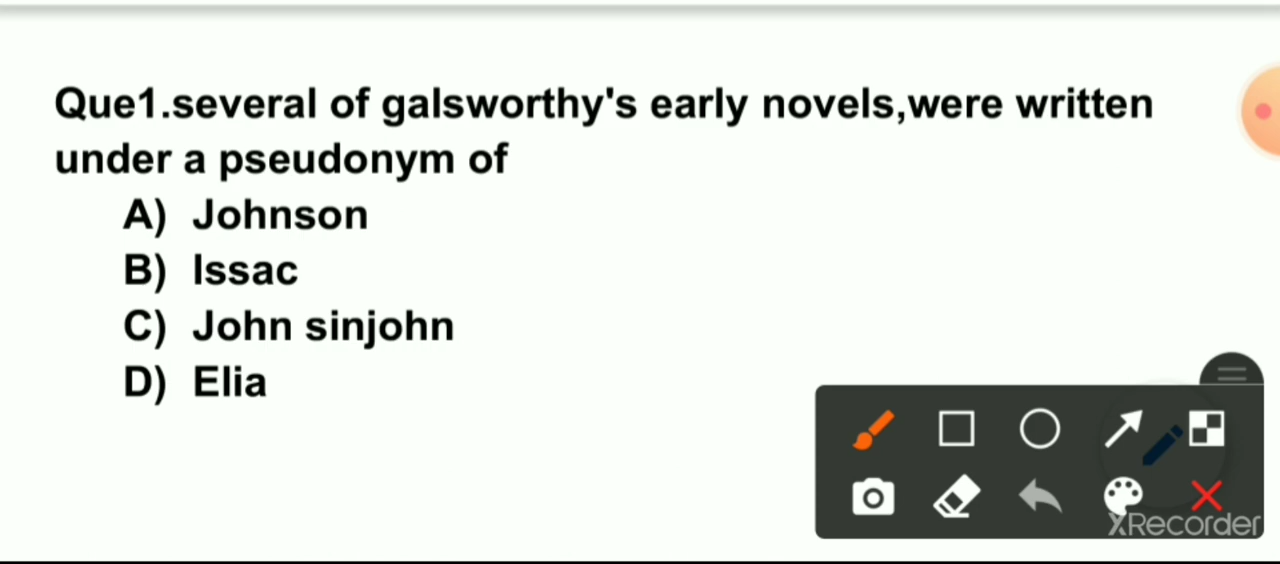 Que1.several of galsworthy's early novels,were written
under a pseudonym of
A) Johnson
B) Issac
C) John sinjohn
D) Elia
XRecorder